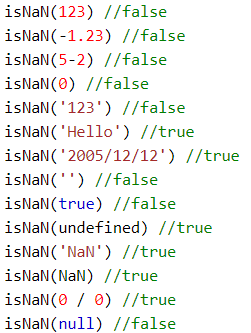 isNaN(123) //false
isNaN(-1.23) //false
isNaN(5-2) //false
isNaN(0) //false
isNaN('123') //false
isNaN('Hello') //true
isNaN('2005/12/12') //true
isNaN('') //false
isNaN(true) //false
isNaN(undefined) //true
isNaN('NaN') //true
isNaN(NaN) //true
isNaN(0 / 0) //true
isNaN(null) //false